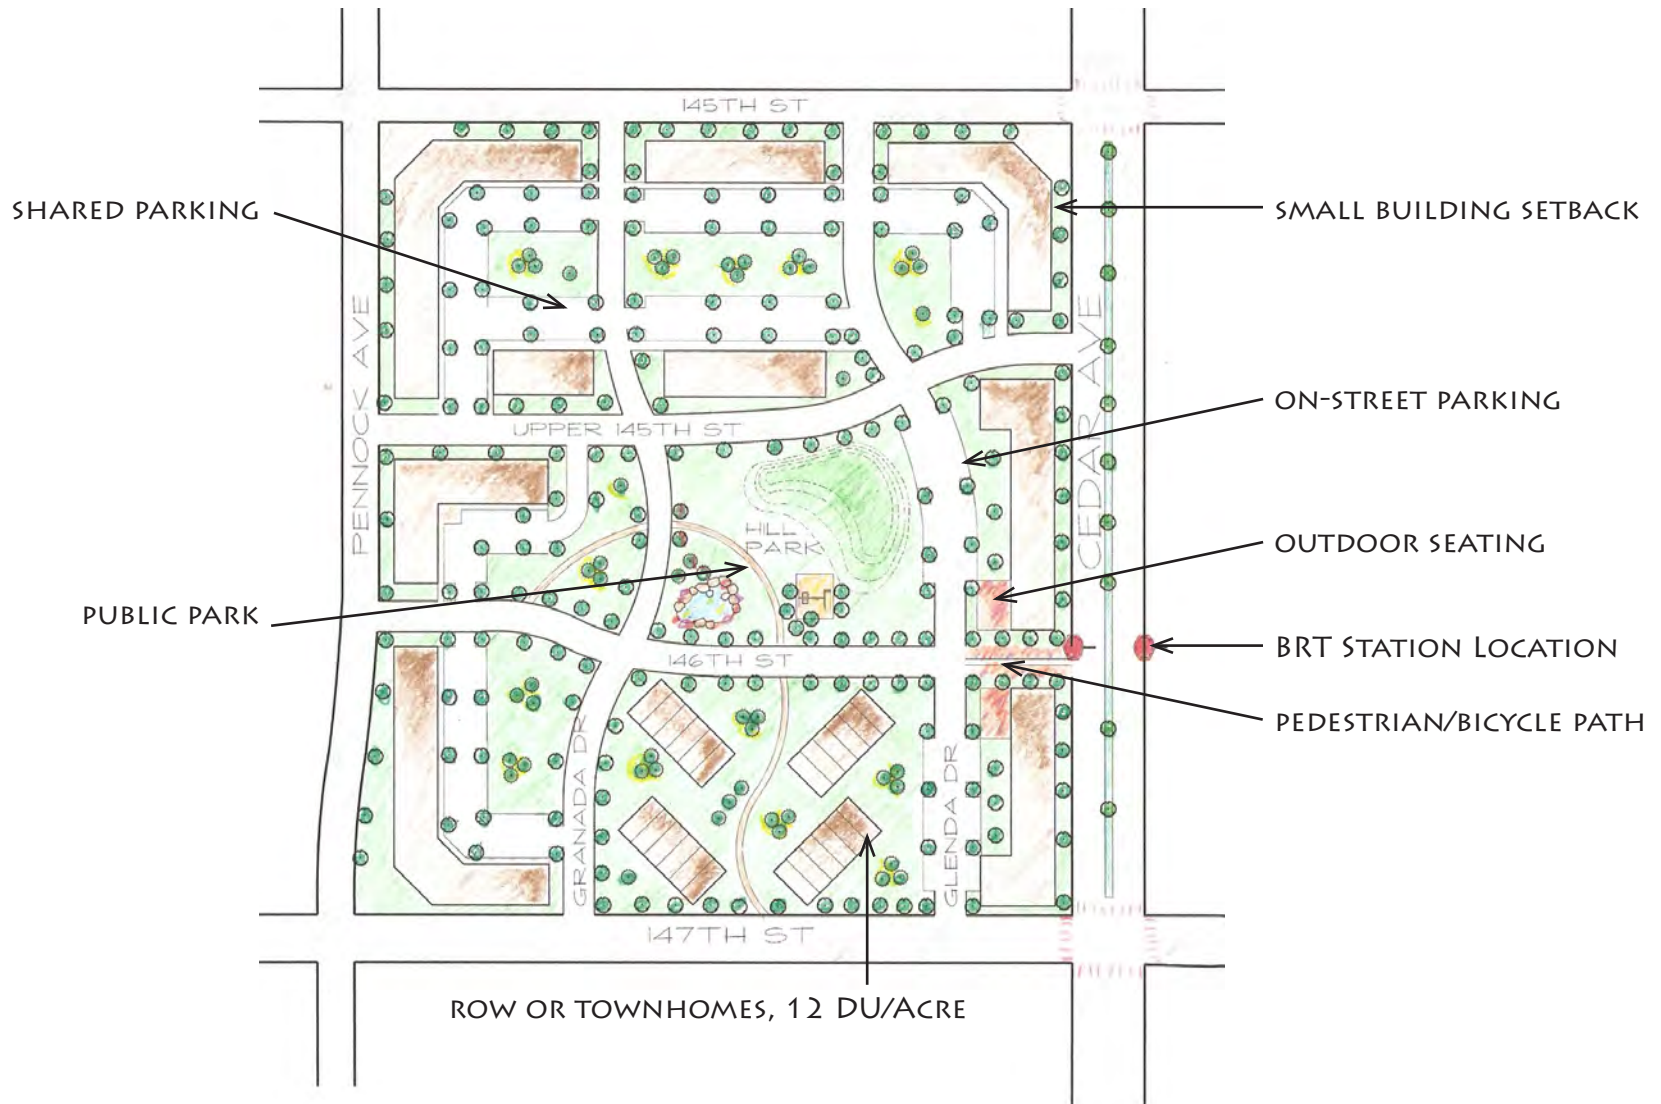 145TH ST
SHARED PARKING
SMALL BUILDING SETBACK
PENNOCK AVE
CEDAR AVE
ON-STREET PARKING
UPPER 145TH ST
HILL
PARK
OUTDOOR SEATING
PUBLIC PARK
BRT STATION LOCATION
146TH ST
PEDESTRIAN/BICYCLE PATH
GRANADA DR
GLENDA DR
147TH ST
ROW OR TOWNHOMES, 12 DU/ACRE